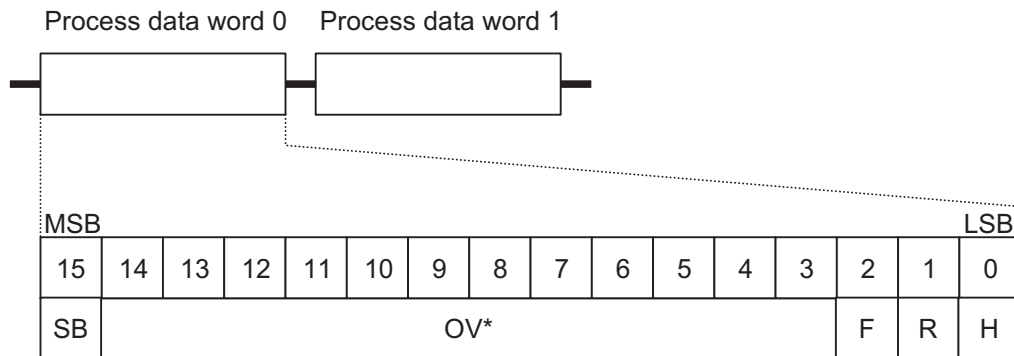 Process data word 0 Process data word 1
MSB LSB
15 14 13 12 11 10 9 8 7 6 5 4 3 2 1 0
SB OV* F R H